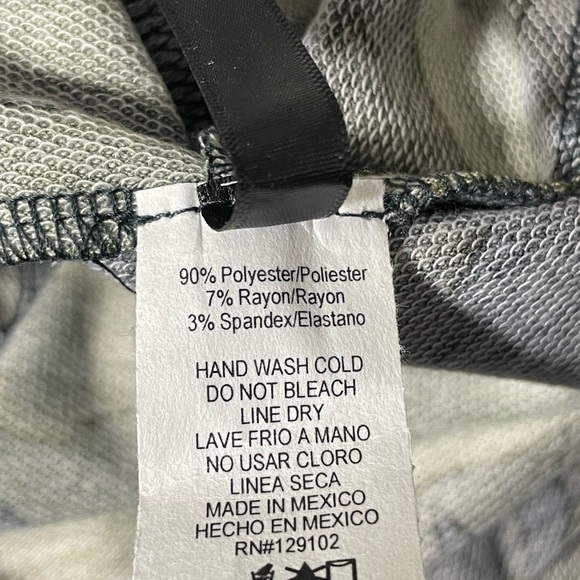 90% Polyester/Poliester
7% Rayon/Rayon
3% Spandex/Elastano
HAND WASH COLD
DO NOT BLEACH
LINE DRY
LAVE FRIO A MANO
NO USAR CLORO
LINEA SECA
MADE IN MEXICO
HECHO EN MEXICO
RN#129102